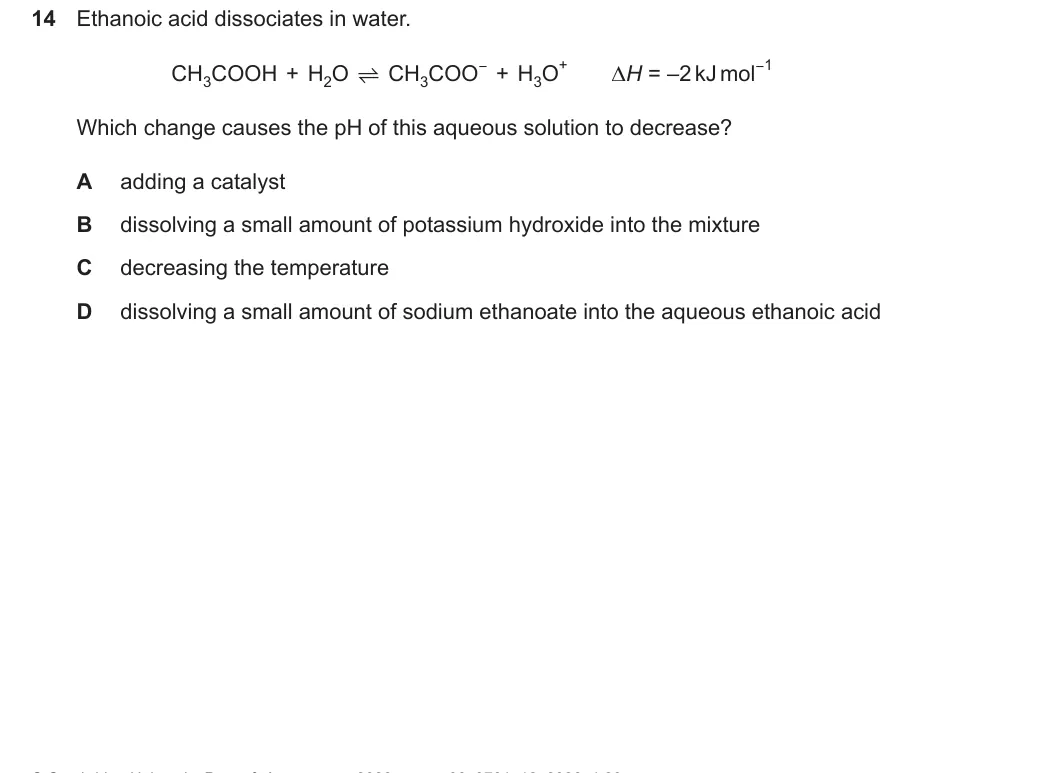 14 Ethanoic acid dissociates in water.
CH₃COOH + H₂O ⇌ CH₃COO⁻ + H₃O⁺ ΔH = –2 kJ mol⁻¹
Which change causes the pH of this aqueous solution to decrease?
A adding a catalyst
B dissolving a small amount of potassium hydroxide into the mixture
C decreasing the temperature
D dissolving a small amount of sodium ethanoate into the aqueous ethanoic acid